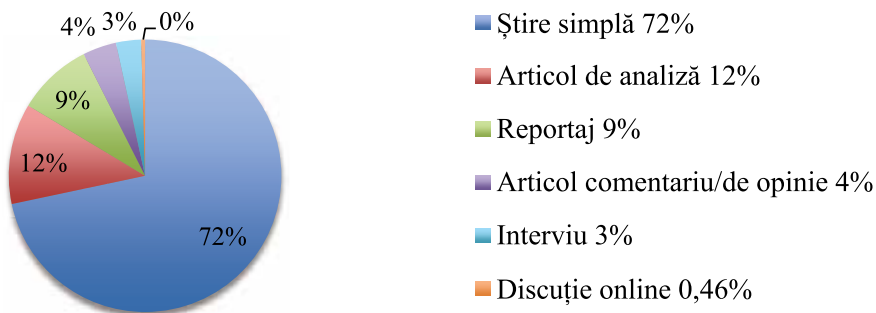 4%
3%
0%
9%
12%
72%
Știre simplă 72%
Articol de analiză 12%
Reportaj 9%
Articol comentariu/de opinie 4%
Interviu 3%
Discuție online 0,46%